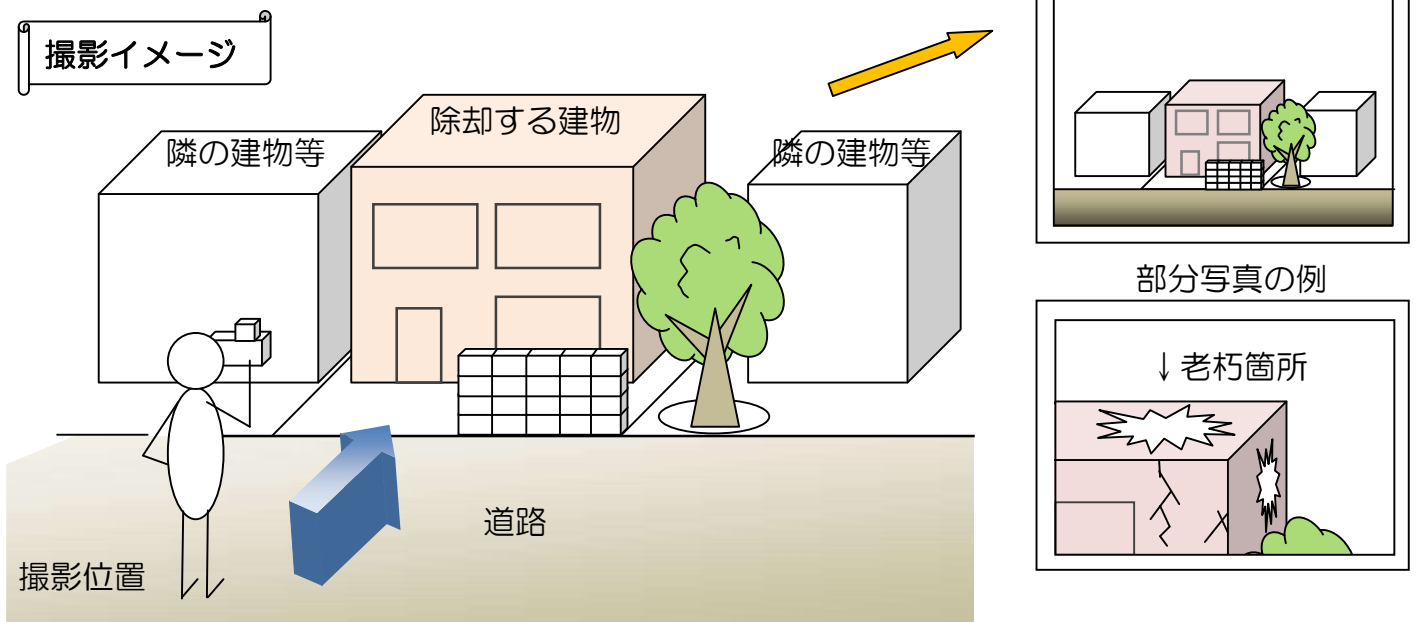 撮影イメージ
除却する建物
隣の建物等
隣の建物等
道路
撮影位置
部分写真の例
↓老朽箇所